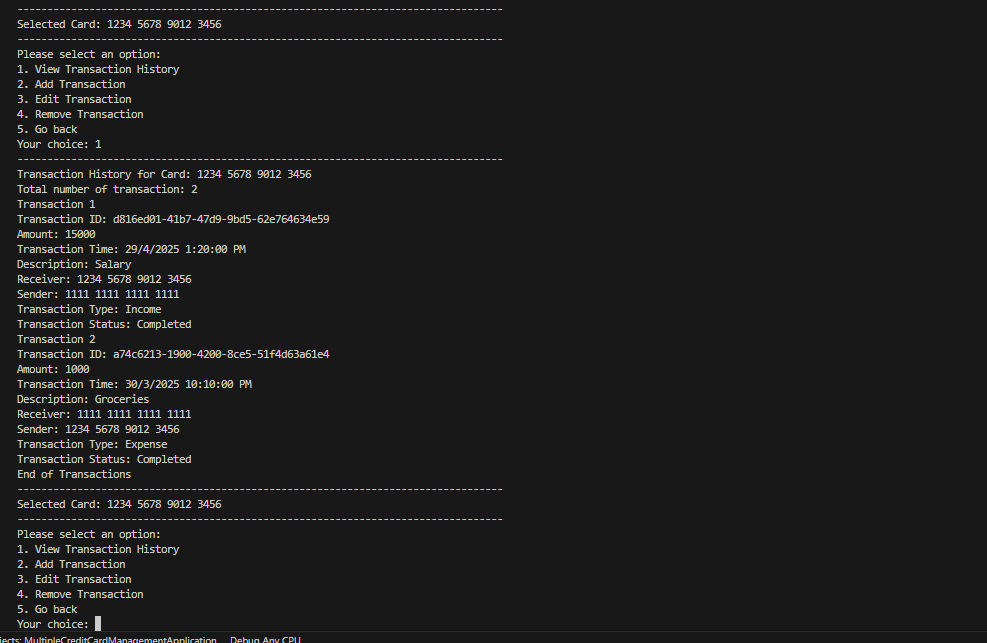 ---------------------------------------------------------------------------------
Selected Card: 1234 5678 9012 3456
---------------------------------------------------------------------------------
Please select an option:
1. View Transaction History
2. Add Transaction
3. Edit Transaction
4. Remove Transaction
5. Go back
Your choice: 1
---------------------------------------------------------------------------------
Transaction History for Card: 1234 5678 9012 3456
Total number of transaction: 2
Transaction 1
Transaction ID: d816ed01-41b7-47d9-9bd5-62e764634e59
Amount: 15000
Transaction Time: 29/4/2025 1:20:00 PM
Description: Salary
Receiver: 1234 5678 9012 3456
Sender: 1111 1111 1111 1111
Transaction Type: Income
Transaction Status: Completed
Transaction 2
Transaction ID: a74c6213-1900-4200-8ce5-51f4d63a61e4
Amount: 1000
Transaction Time: 30/3/2025 10:10:00 PM
Description: Groceries
Receiver: 1111 1111 1111 1111
Sender: 1234 5678 9012 3456
Transaction Type: Expense
Transaction Status: Completed
End of Transactions
---------------------------------------------------------------------------------
Selected Card: 1234 5678 9012 3456
---------------------------------------------------------------------------------
Please select an option:
1. View Transaction History
2. Add Transaction
3. Edit Transaction
4. Remove Transaction
5. Go back
Your choice:
jects: MultipleCreditCardManagementApplication Debug Any CPU